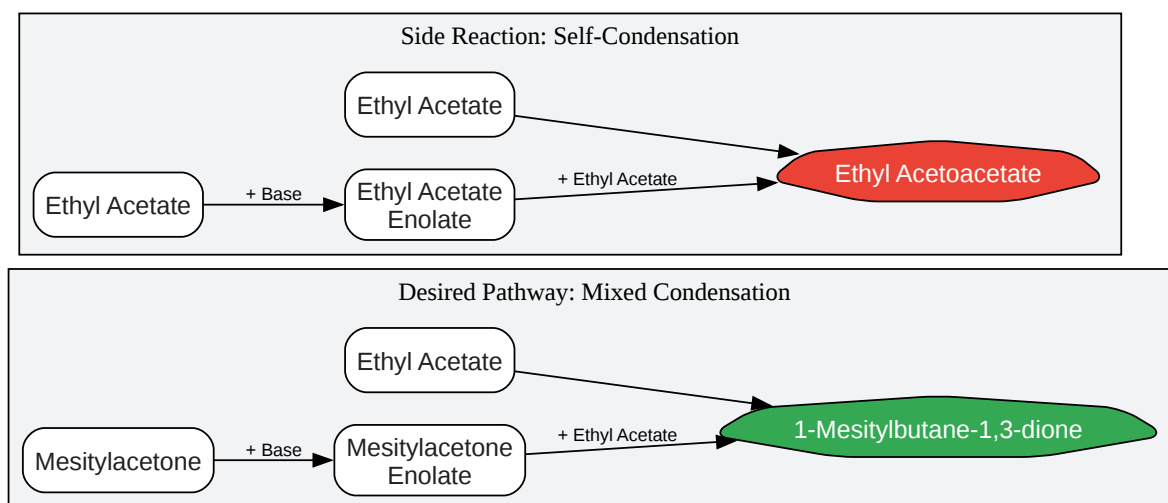 Side Reaction: Self-Condensation
Ethyl Acetate
Ethyl Acetate
+ Base
Ethyl Acetate
Enolate
+ Ethyl Acetate
Ethyl Acetoacetate
Desired Pathway: Mixed Condensation
Ethyl Acetate
Mesitylacetone
+ Base
Mesitylacetone
Enolate
+ Ethyl Acetate
1-Mesitylbutane-1,3-dione